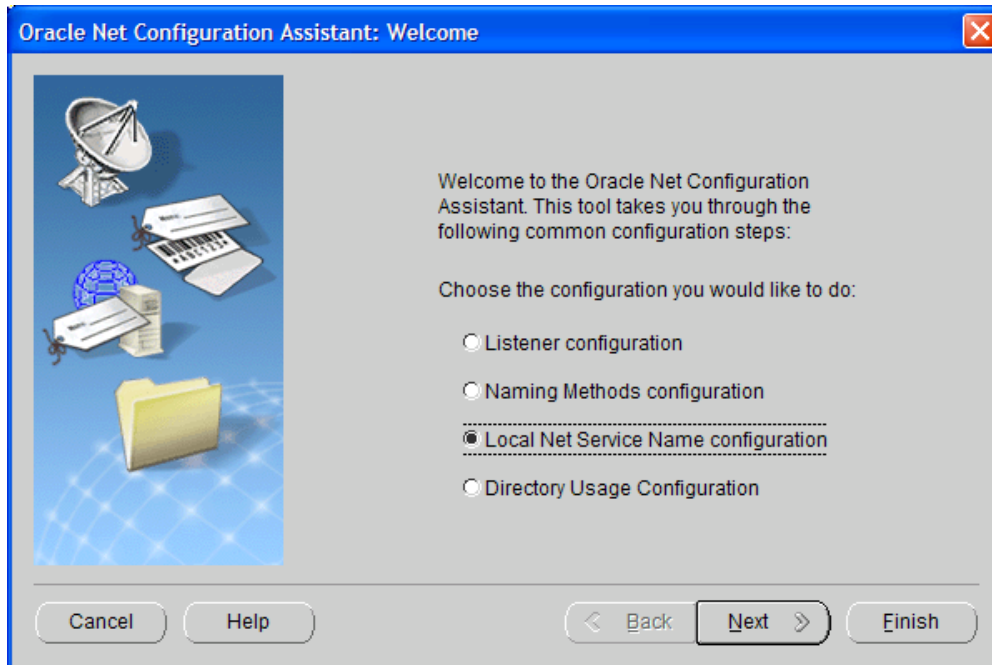 Oracle Net Configuration Assistant: Welcome
Welcome to the Oracle Net Configuration
Assistant. This tool takes you through the
following common configuration steps:
Choose the configuration you would like to do:
Listener configuration
Naming Methods configuration
Local Net Service Name configuration
Directory Usage Configuration
Cancel
Help
Back
Next
Finish